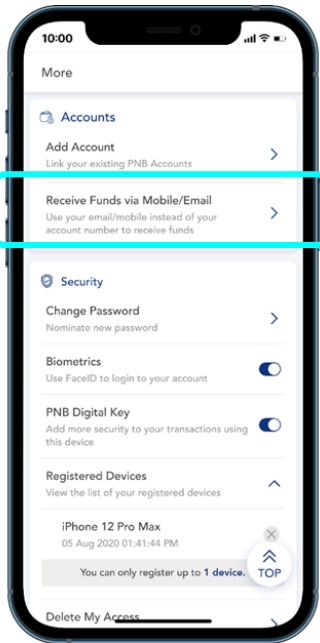 10:00
More
Accounts
Add Account
Link your existing PNB Accounts
Receive Funds via Mobile/Email
Use your email/mobile instead of your
account number to receive funds
Security
Change Password
Nominate new password
Biometrics
Use FaceID to login to your account
PNB Digital Key
Add more security to your transactions using
this device
Registered Devices
View the list of your registered devices
iPhone 12 Pro Max
05 Aug 2020 01:41:44 PM
You can only register up to 1 device.
TOP
Delete My Access